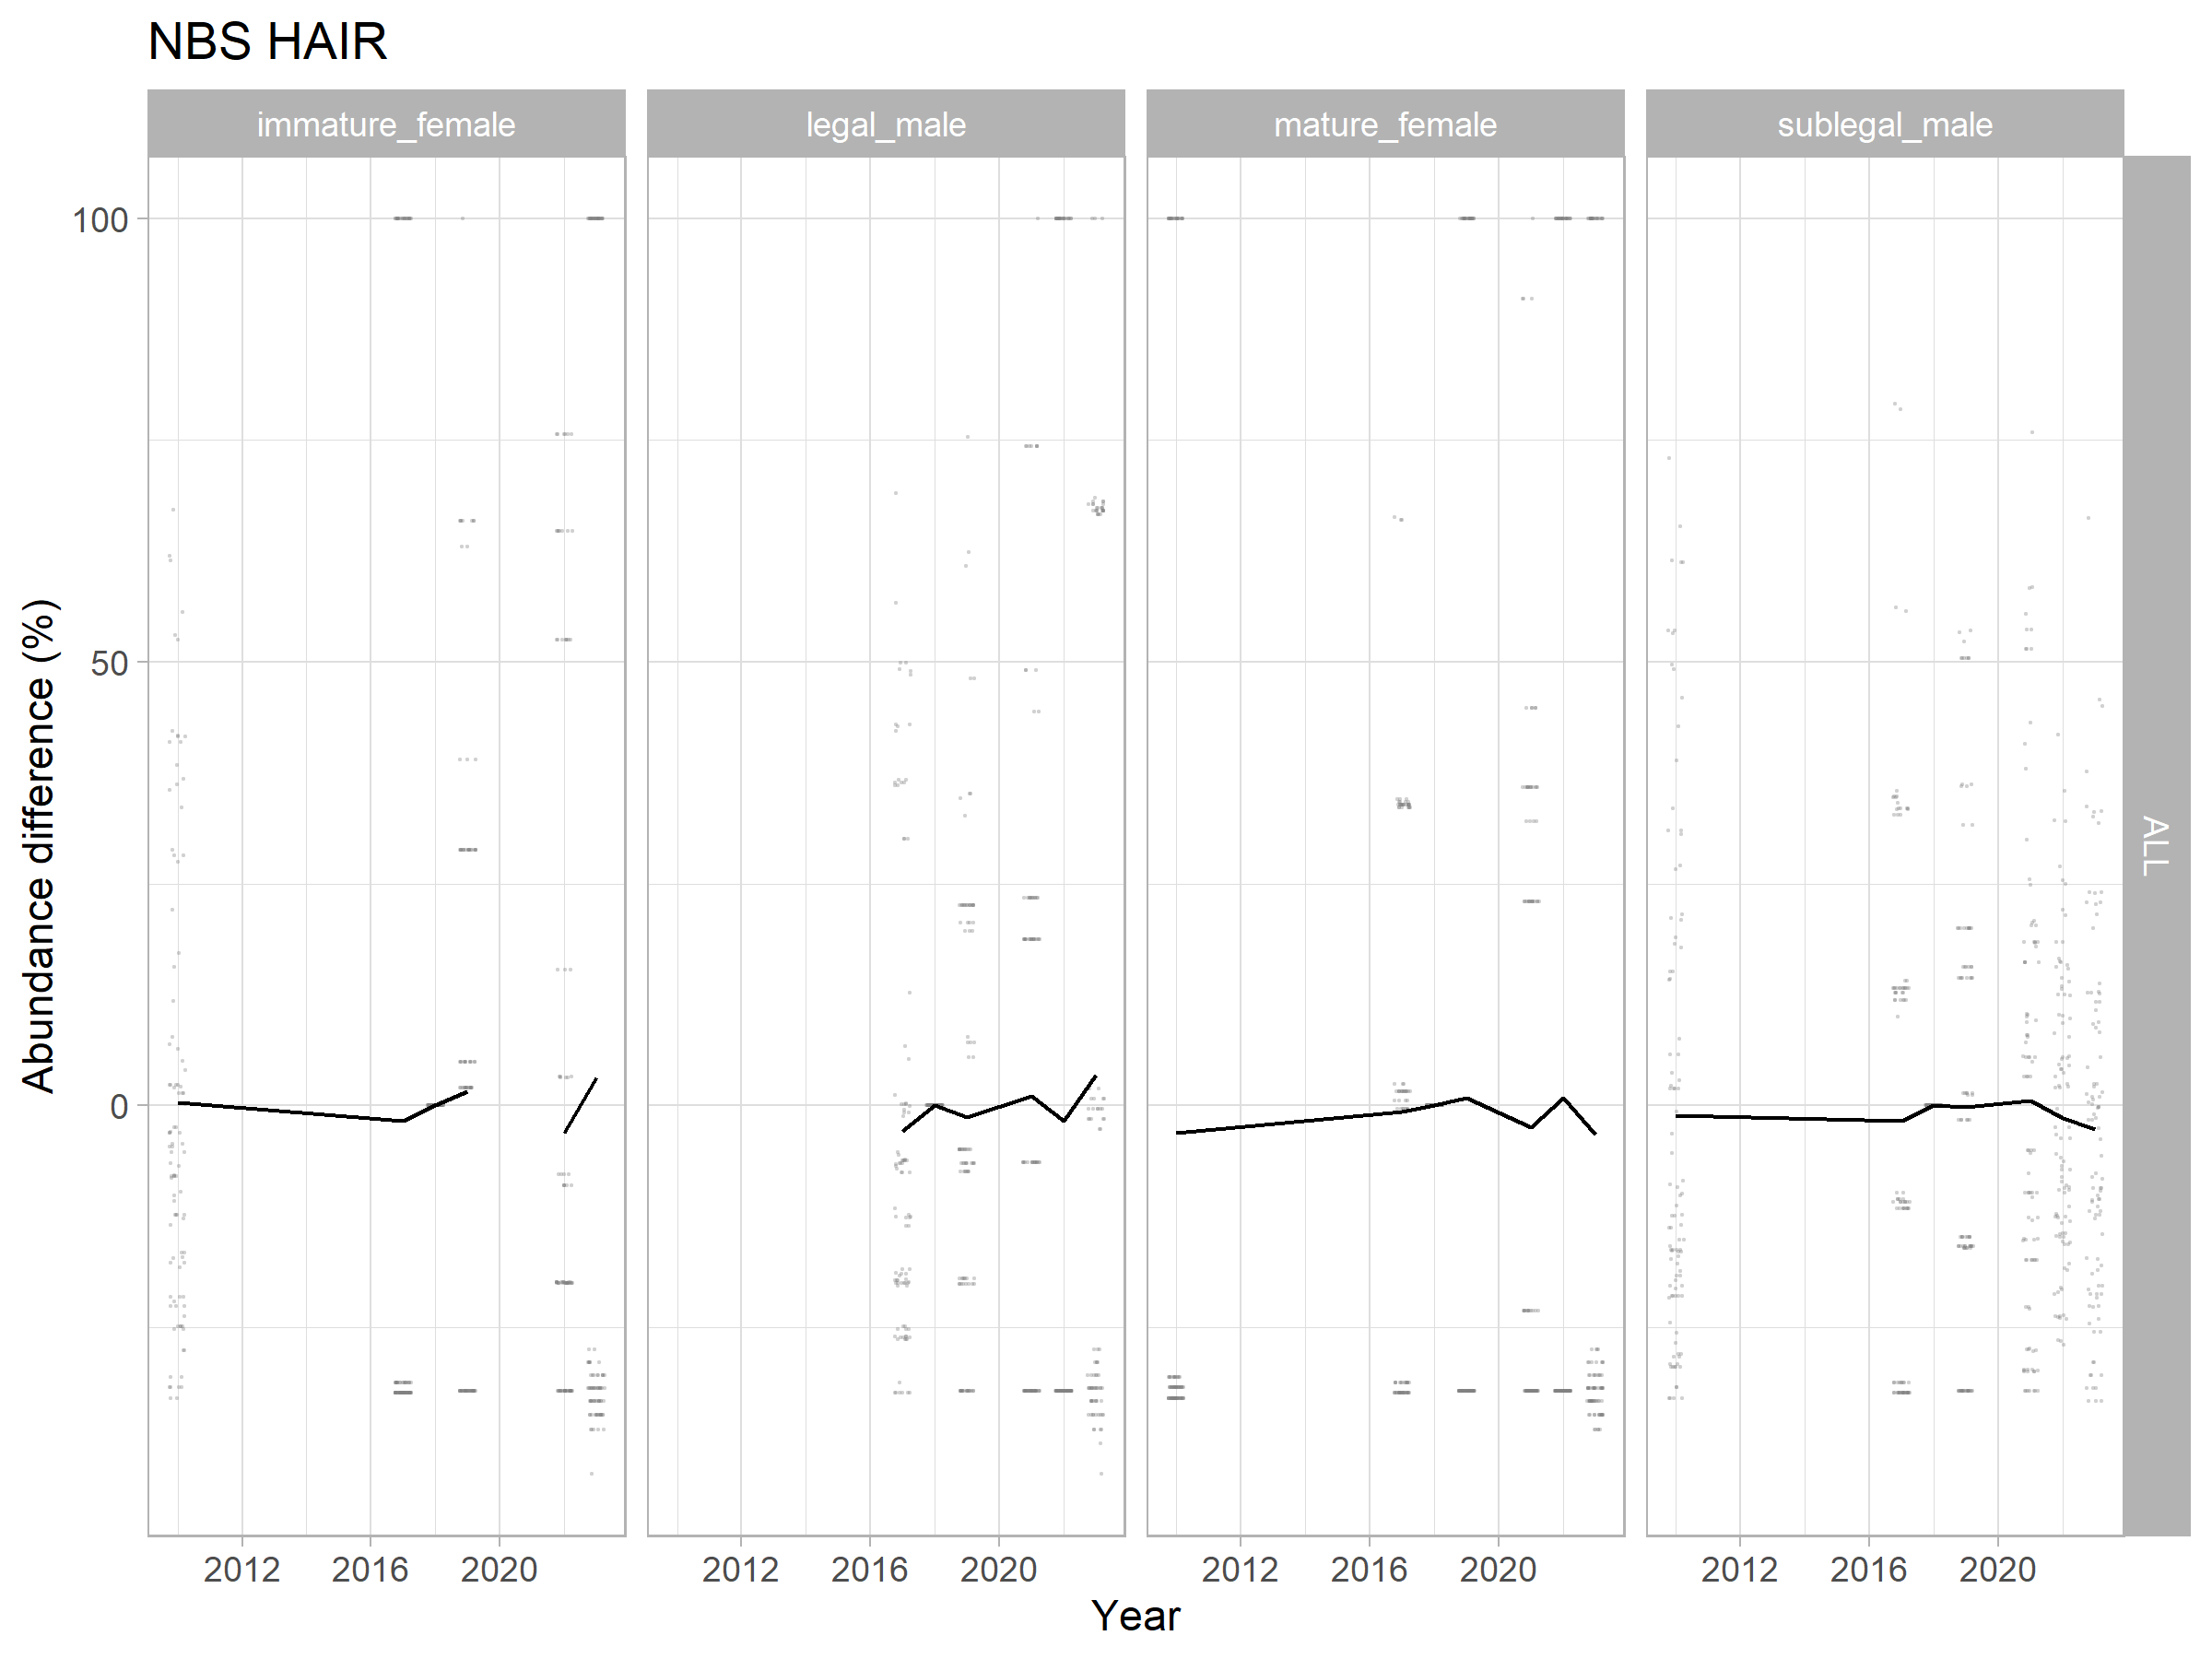 NBS HAIR
immature_female
legal_male
mature_female
sublegal_male
100
50
0
Abundance difference (%)
ALL
2012 2016 2020
2012 2016 2020
2012 2016 2020
2012 2016 2020
Year